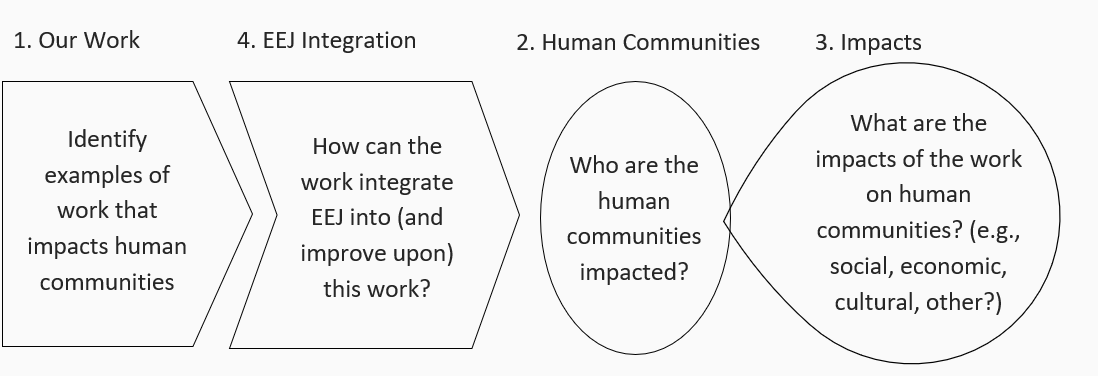 1. Our Work
4. EEJ Integration
2. Human Communities
3. Impacts
Identify
examples of
work that
impacts human
communities
How can the
work integrate
EEJ into (and
improve upon)
this work?
Who are the
human
communities
impacted?
What are the
impacts of the work
on human
communities? (e.g.,
social, economic,
cultural, other?)